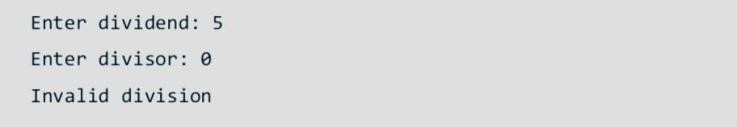 Enter dividend: 5
Enter divisor: 0
Invalid division